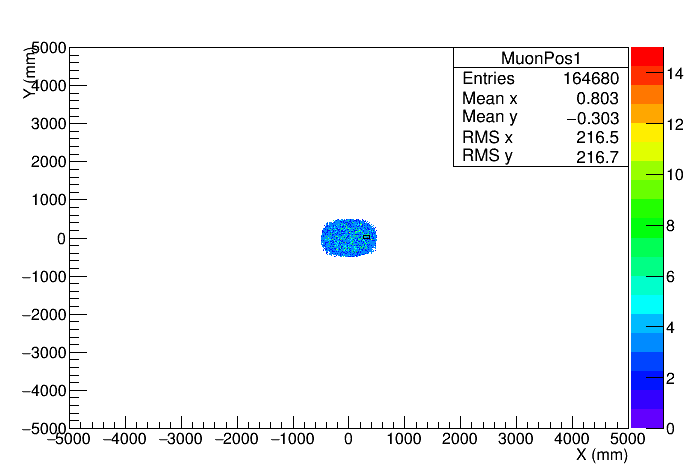 MuonPos1
Entries 164680
Mean x 0.803
Mean y −0.303
RMS x 216.5
RMS y 216.7
Y (mm)
5000
4000
3000
2000
1000
0
−1000
−2000
−3000
−4000
−5000
−5000 −4000 −3000 −2000 −1000 0 1000 2000 3000 4000 5000
X (mm)
14
12
10
8
6
4
2
0